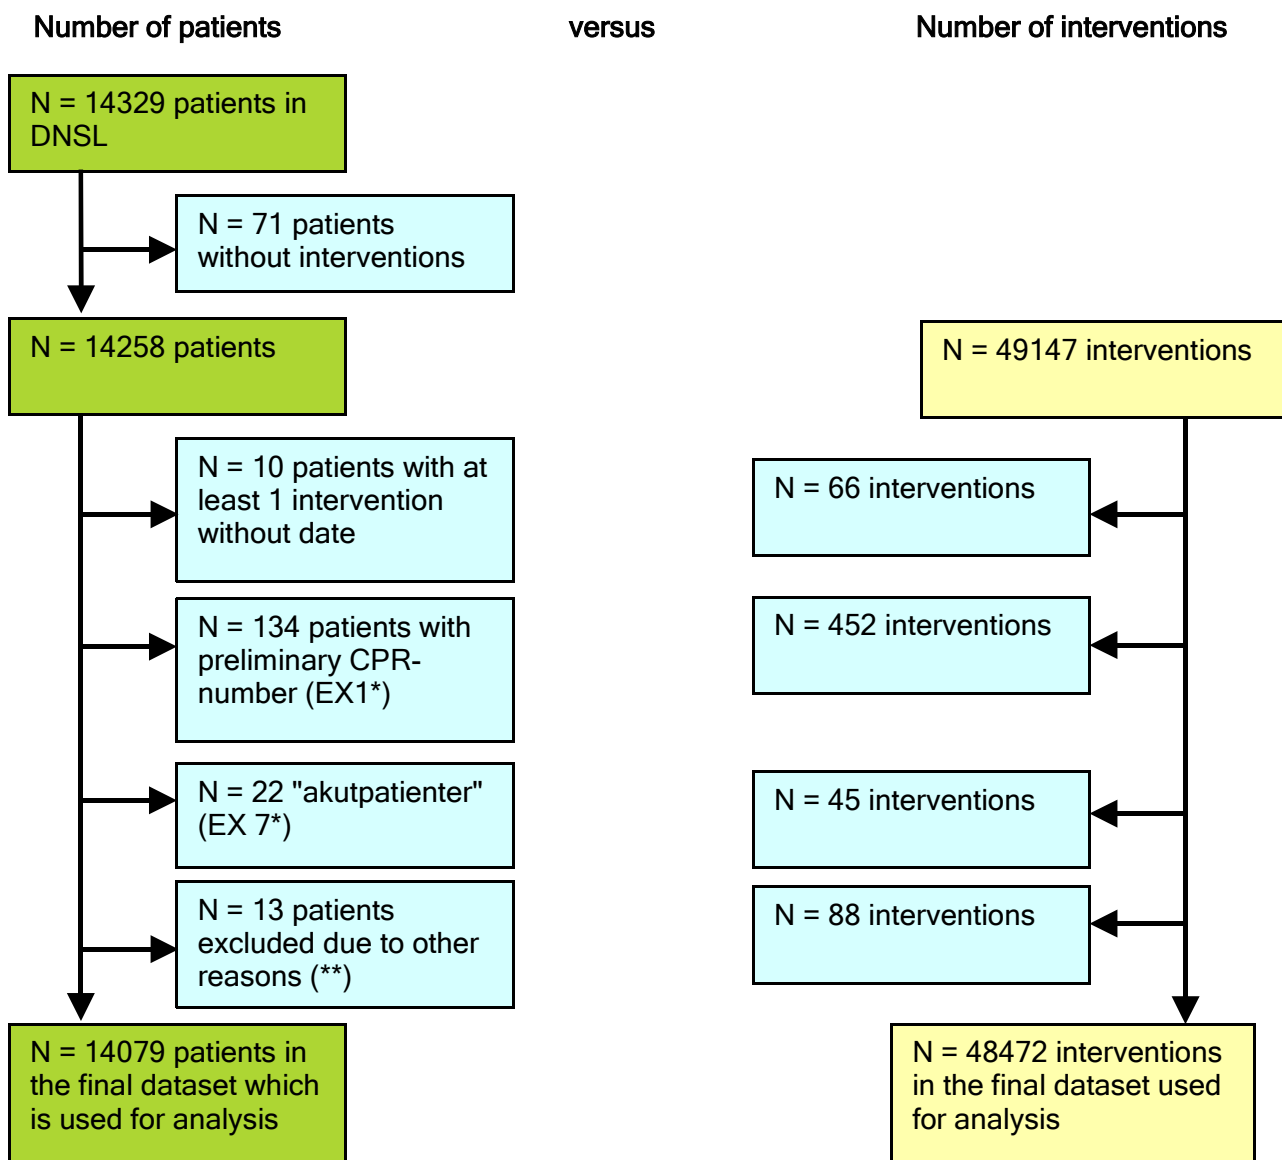 Number of patients
versus
Number of interventions
N = 14329 patients in
DNSL
N = 71 patients
without interventions
N = 14258 patients
N = 49147 interventions
N = 10 patients with at
least 1 intervention
without date
N = 66 interventions
N = 134 patients with
preliminary CPR-
number (EX1*)
N = 452 interventions
N = 22 "akutpatienter"
(EX 7*)
N = 45 interventions
N = 13 patients
excluded due to other
reasons (**)
N = 88 interventions
N = 14079 patients in
the final dataset which
is used for analysis
N = 48472 interventions
in the final dataset used
for analysis